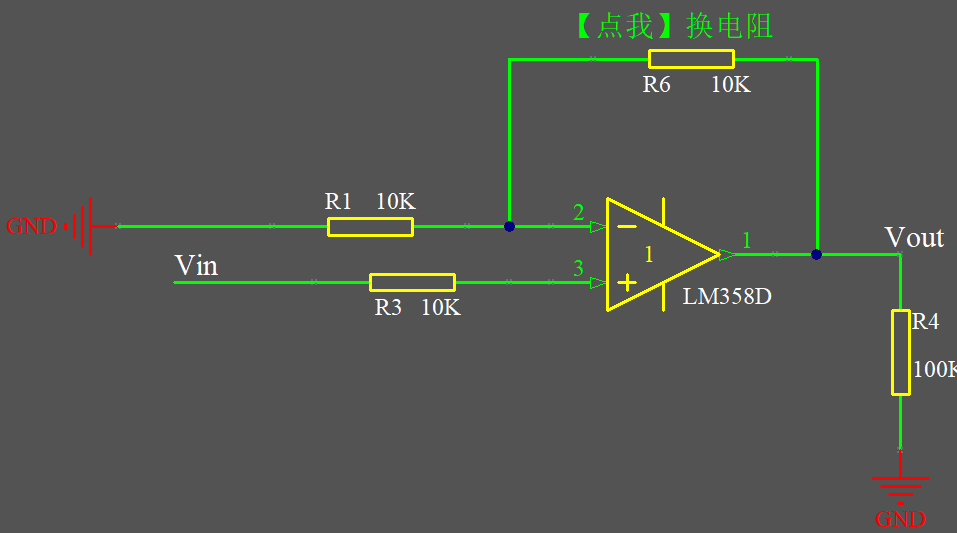 【点我】换电阻
R6 10K
R1 10K
GND
2
1
Vout
Vin
1
3
R3 10K
LM358D
R4
100K
GND